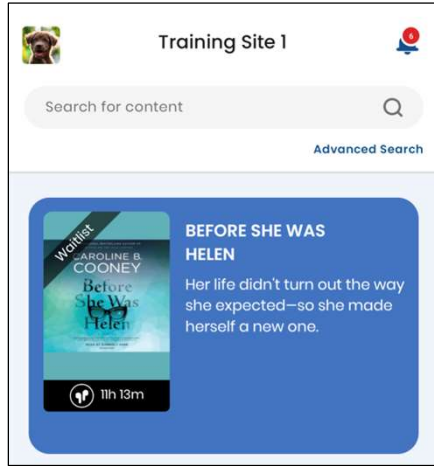 Training Site 1
6
Search for content
Advanced Search
Waitlist
CAROLINE B.
COONEY
Before
She Was
Helen
11h 13m
BEFORE SHE WAS
HELEN
Her life didn't turn out the way
she expected—so she made
herself a new one.